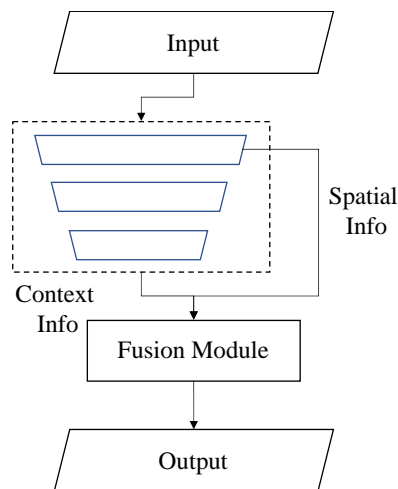 Input
Spatial
Info
Context
Info
Fusion Module
Output